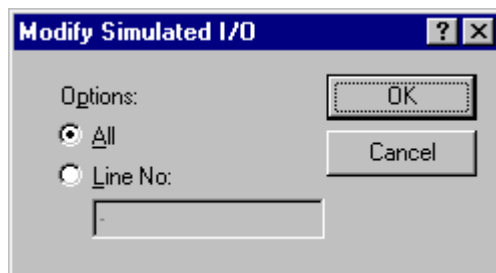 Modify Simulated I/O
Options:
All
Line No:
-
OK
Cancel